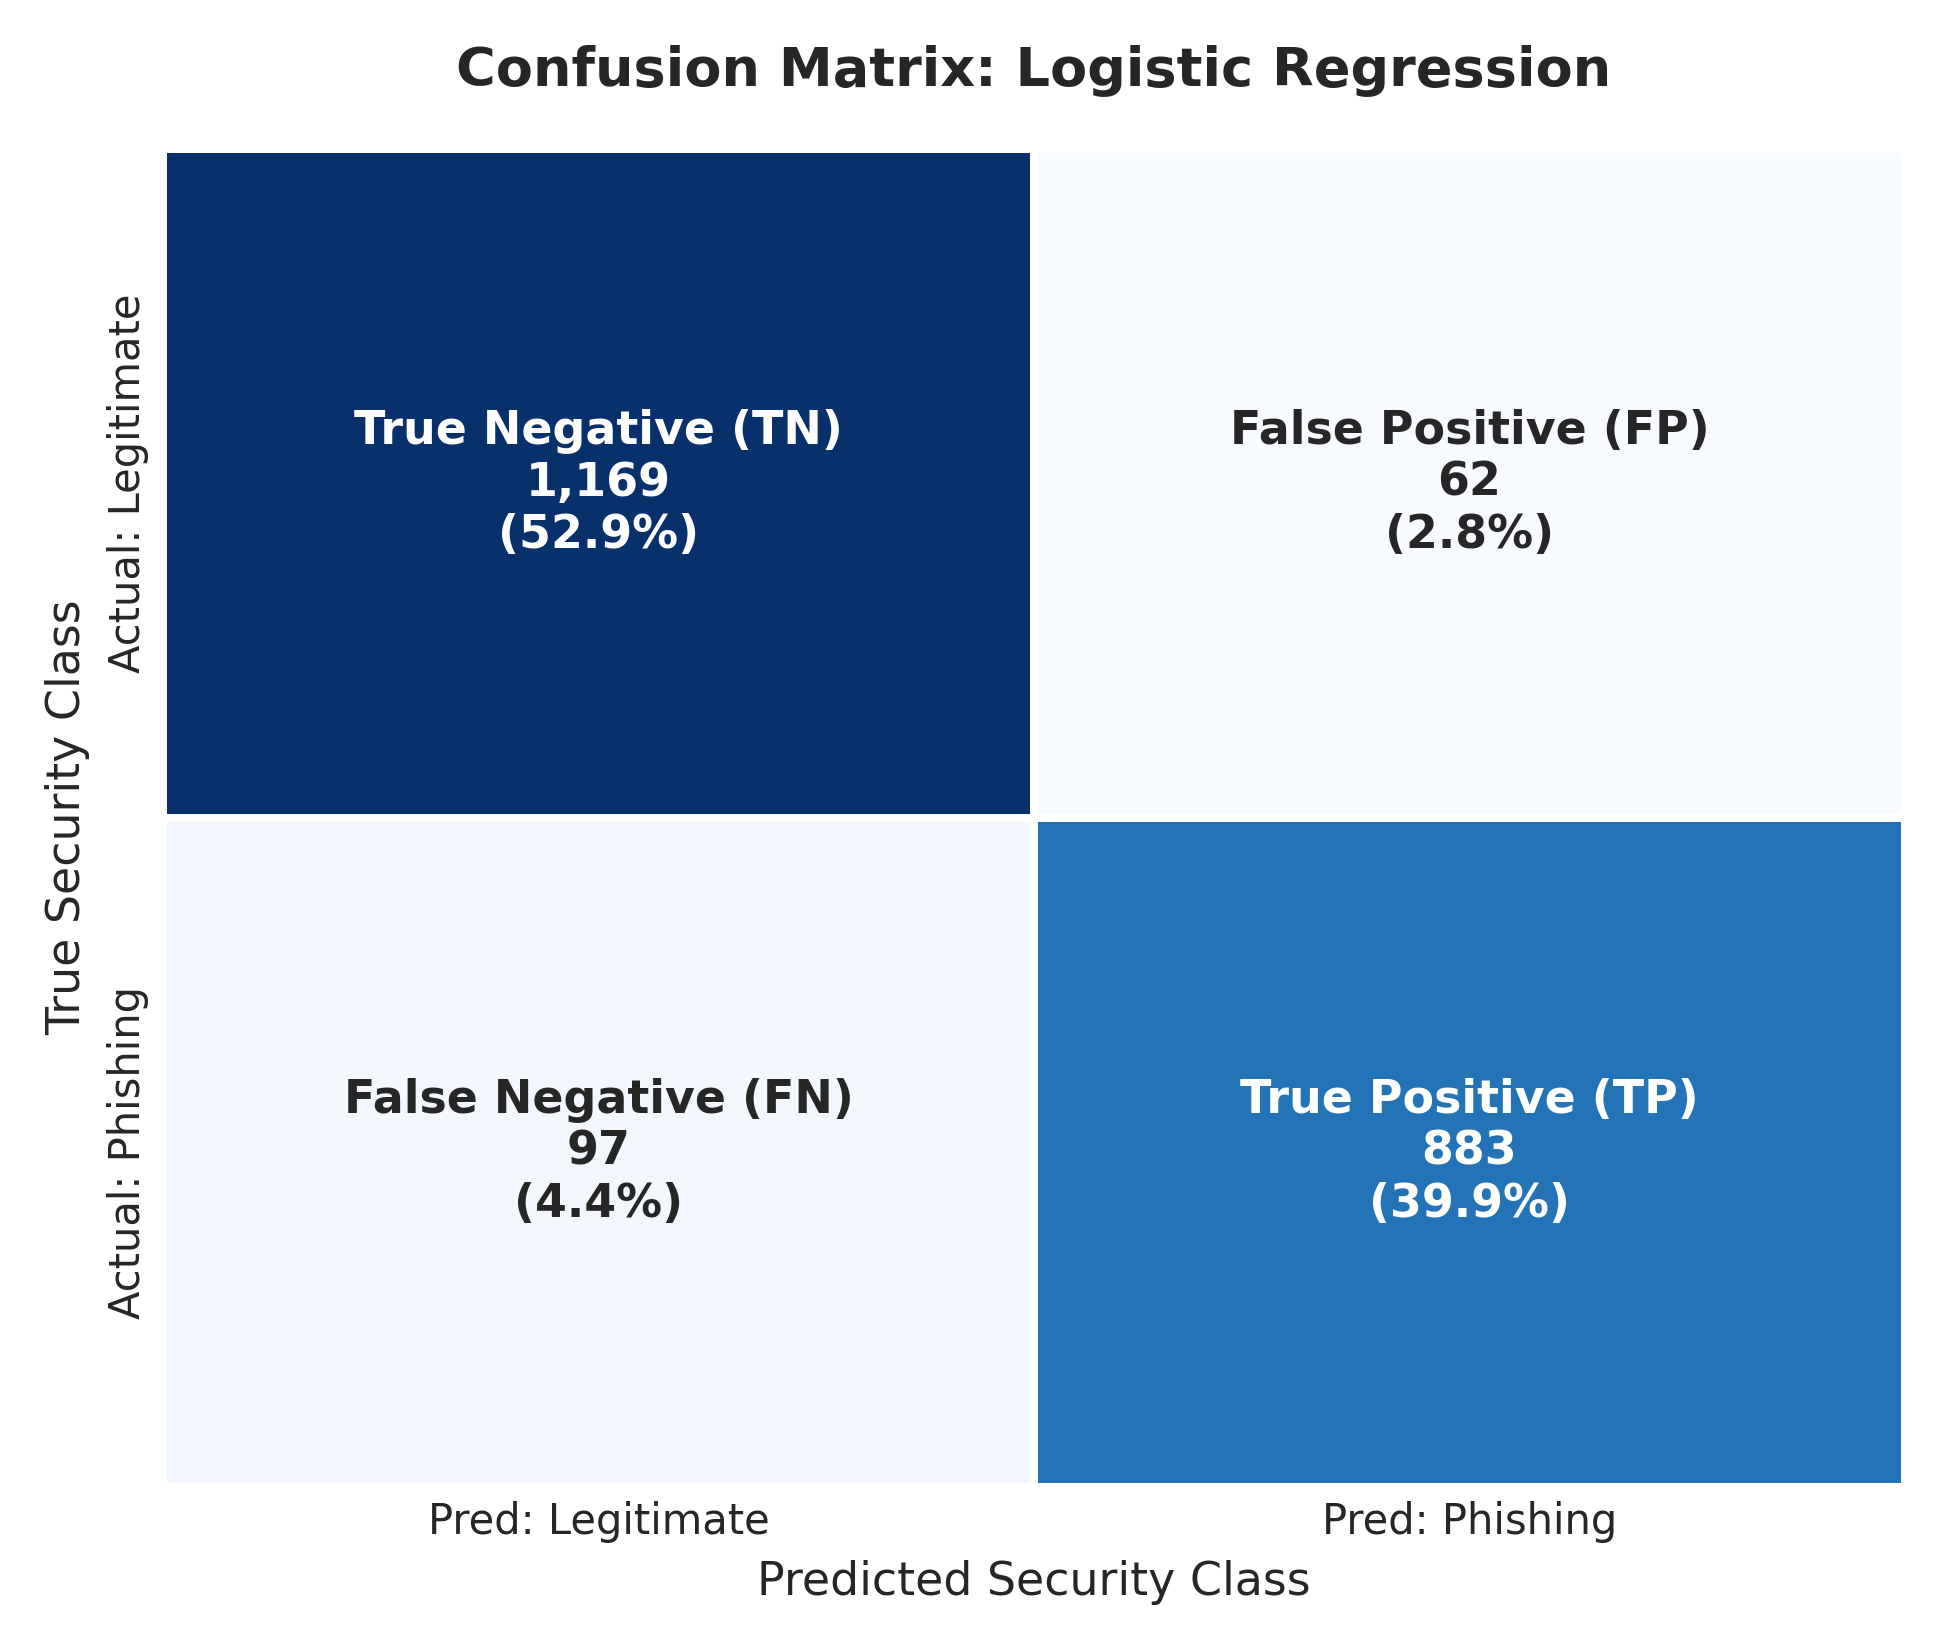 Confusion Matrix: Logistic Regression
True Security Class
Actual: Legitimate
True Negative (TN)
1,169
(52.9%)
False Positive (FP)
62
(2.8%)
Actual: Phishing
False Negative (FN)
97
(4.4%)
True Positive (TP)
883
(39.9%)
Pred: Legitimate
Pred: Phishing
Predicted Security Class